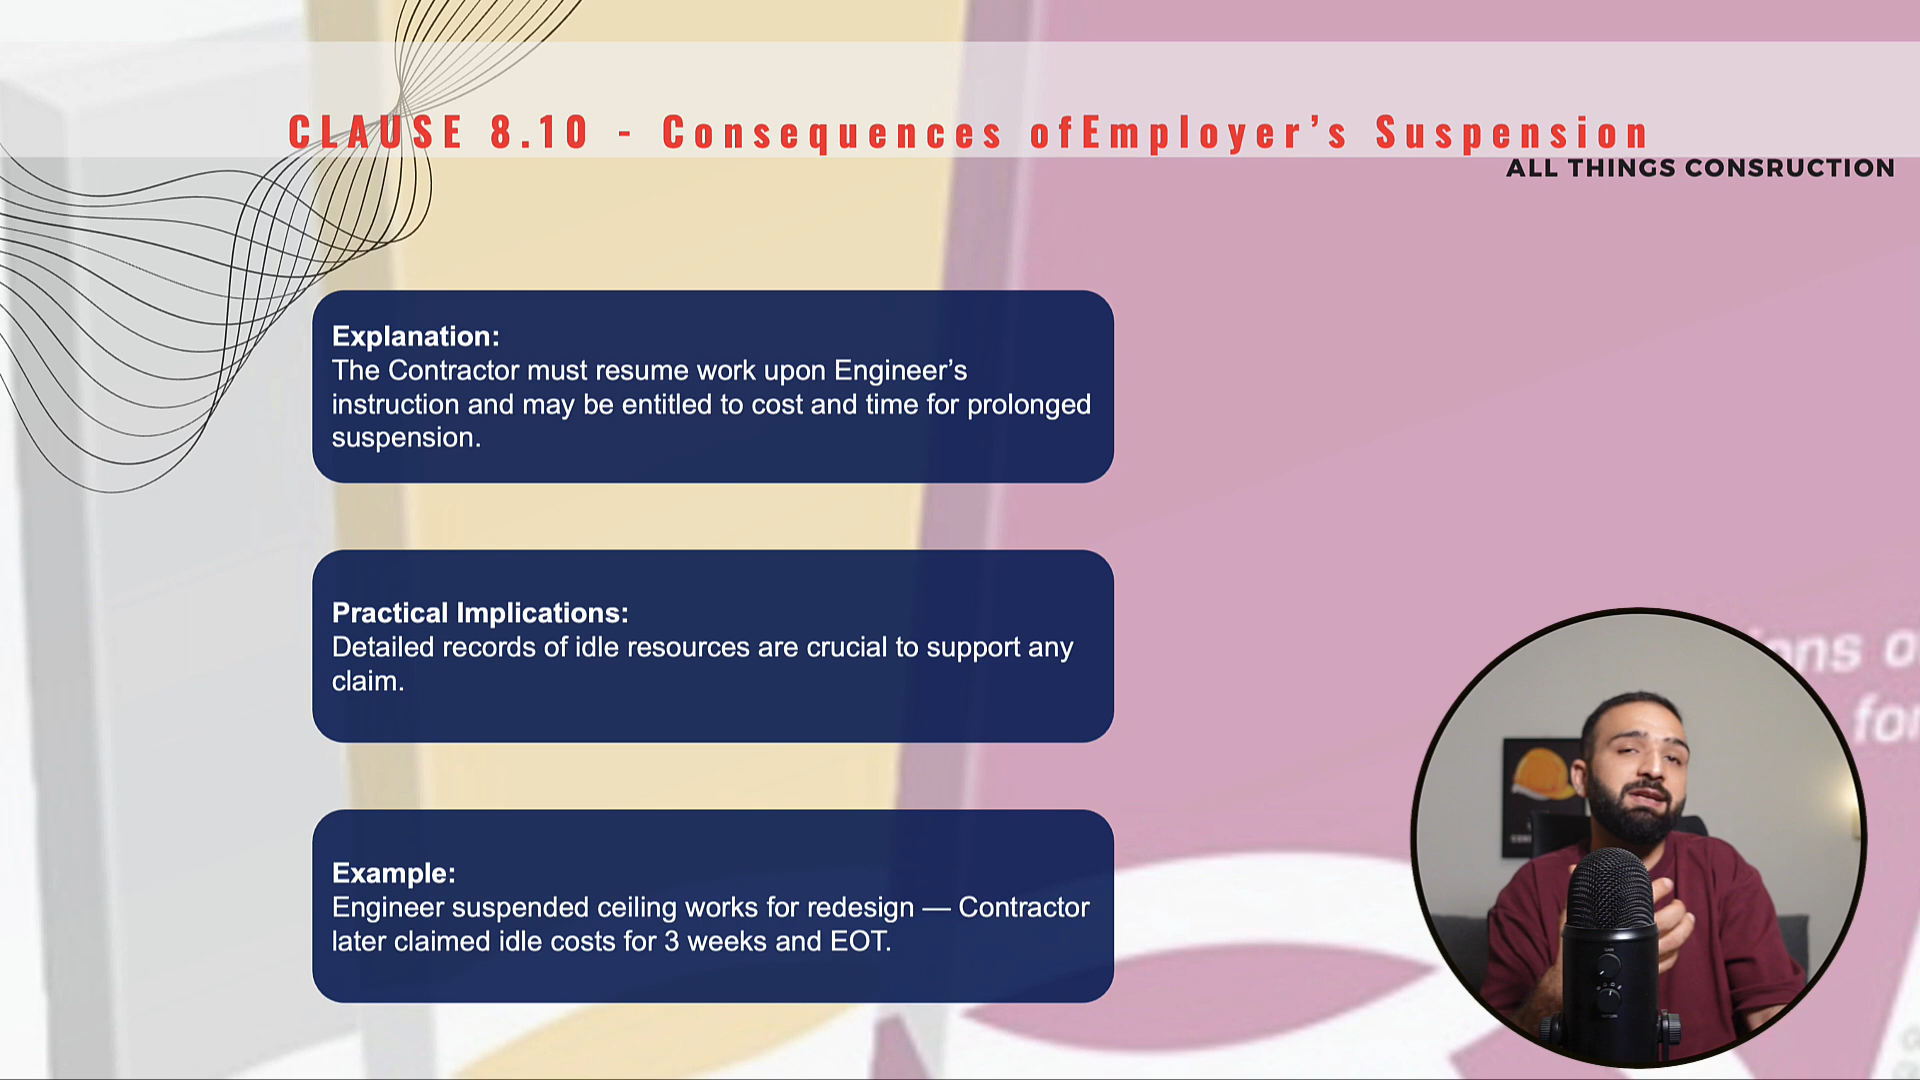 CLAUSE 8.10 - Consequences ofEmployer’s Suspension
ALL THINGS CONSRUCTION
Explanation:
The Contractor must resume work upon Engineer’s
instruction and may be entitled to cost and time for prolonged
suspension.
Practical Implications:
Detailed records of idle resources are crucial to support any
claim.
Example:
Engineer suspended ceiling works for redesign — Contractor
later claimed idle costs for 3 weeks and EOT.
for